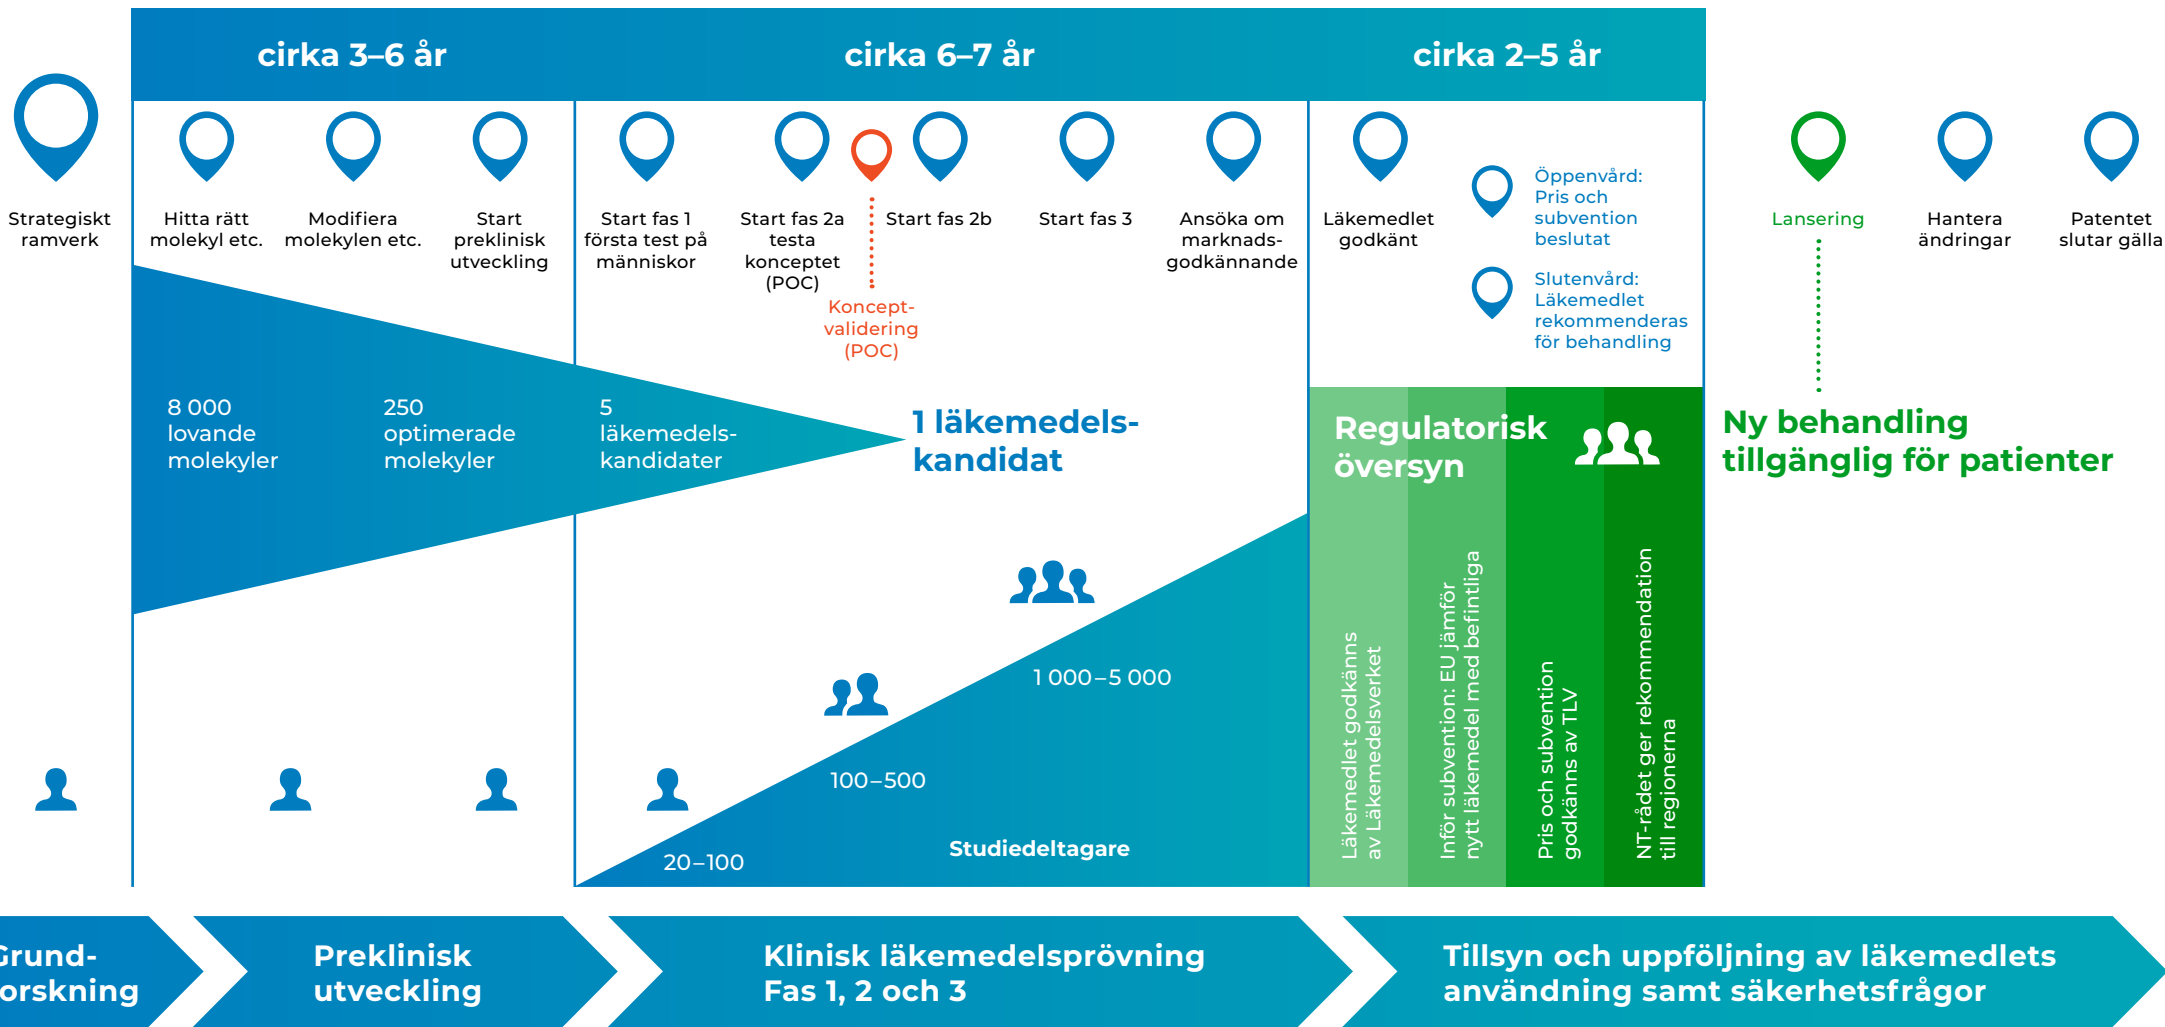 cirka 3–6 år
cirka 6–7 år
cirka 2–5 år
Strategiskt
ramverk
Hitta rätt
molekyl etc.
Modifiera
molekylen etc.
Start
preklinisk
utveckling
Start fas 1
första test på
människor
Start fas 2a
testa
konceptet
(POC)
Koncept-
validering
(POC)
Start fas 2b
Start fas 3
Ansöka om
marknads-
godkännande
Läkemedlet
godkänt
Öppenvård:
Pris och
subvention
beslutat
Slutenvård:
Läkemedlet
rekommenderas
för behandling
Lansering
Hantera
ändringar
Patentet
slutar gälla
8 000
lovande
molekyler
250
optimerade
molekyler
5
läkemedels-
kandidater
1 läkemedels-
kandidat
Regulatorisk
översyn
Ny behandling
tillgänglig för patienter
20–100
100–500
1 000–5 000
Studiedeltagare
Läkemedlet godkänns
av Läkemedelsverket
Inför subvention: EU jämför
nytt läkemedel med befintliga
Pris och subvention
godkänns av TLV
NT-rådet ger rekommendation
till regionerna
Grund-
orskning
Preklinisk
utveckling
Klinisk läkemedelsprövning
Fas 1, 2 och 3
Tillsyn och uppföljning av läkemedlets
användning samt säkerhetsfrågor